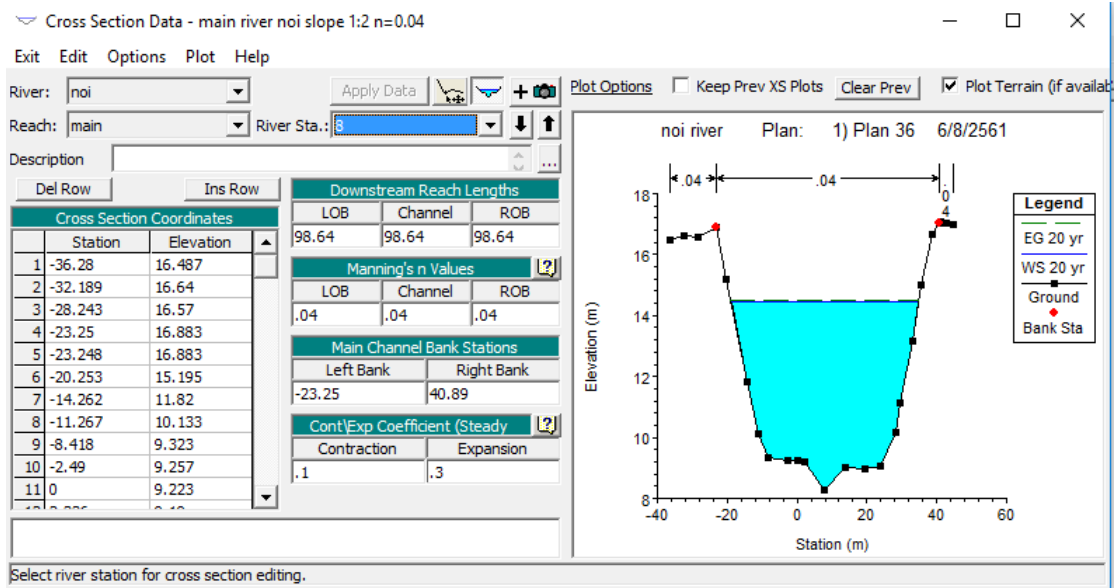 Cross Section Data - main river noi slope 1:2 n=0.04
Exit Edit Options Plot Help
River: noi
Apply Data
Reach: main
River Sta.: 8
Description
...
Del Row Ins Row
Cross Section Coordinates
Station Elevation
1 -36.28 16.487
2 -32.189 16.64
3 -28.243 16.57
4 -23.25 16.883
5 -23.248 16.883
6 -20.253 15.195
7 -14.262 11.82
8 -11.267 10.133
9 -8.418 9.323
10 -2.49 9.257
11 0 9.223
Downstream Reach Lengths
LOB Channel ROB
98.64 98.64 98.64
Manning's n Values
LOB Channel ROB
.04 .04 .04
Main Channel Bank Stations
Left Bank Right Bank
-23.25 40.89
Cont\Exp Coefficient (Steady
Contraction Expansion
.1 .3
Select river station for cross section editing.
Plot Options Keep Prev XS Plots Clear Prev Plot Terrain (if availab
noi river Plan: 1) Plan 36 6/8/2561
.04 .04 .04
18
16
14
12
10
8
Elevation (m)
-40 -20 0 20 40 60
Station (m)
Legend
EG 20 yr
WS 20 yr
Ground
Bank Sta